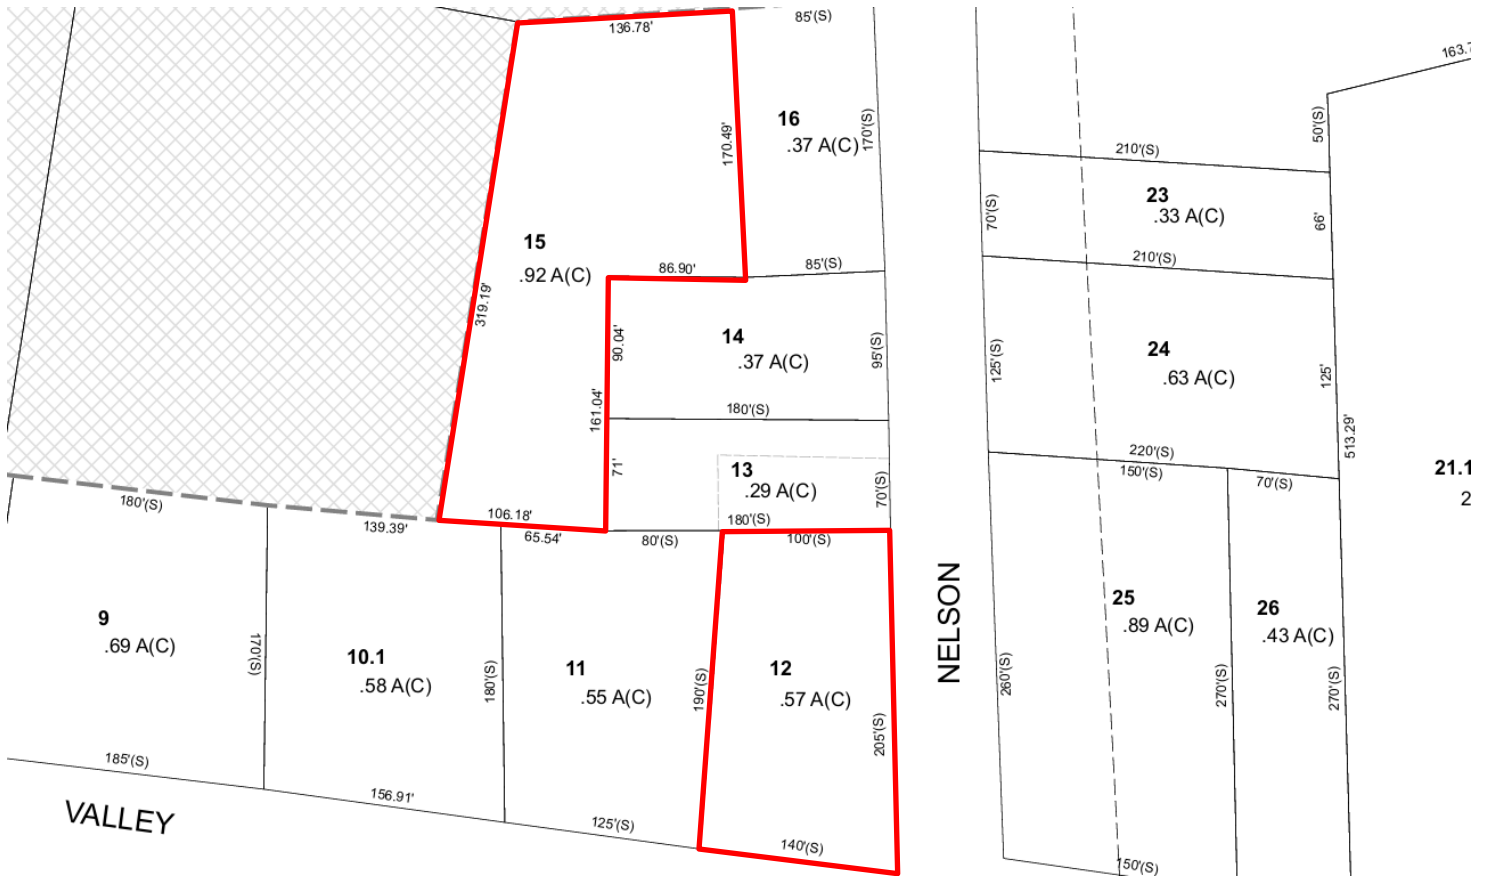 136.78'
85'(S)
163.7
16
.37 A(C)
170'(S)
170.49'
50'(S)
210'(S)
23
.33 A(C)
70'(S)
66'
15
.92 A(C)
86.90'
85'(S)
210'(S)
319.19'
90.04'
14
.37 A(C)
95'(S)
125'(S)
24
.63 A(C)
125'
161.04'
180'(S)
513.29'
71'
13
.29 A(C)
70'(S)
220'(S)
150'(S)
70'(S)
21.1
2
180'(S)
139.39'
106.18'
65.54'
80'(S)
180'(S)
100'(S)
NELSON
9
.69 A(C)
170'(S)
10.1
.58 A(C)
180'(S)
11
.55 A(C)
190'(S)
12
.57 A(C)
205'(S)
260'(S)
25
.89 A(C)
270'(S)
26
.43 A(C)
270'(S)
185'(S)
156.91'
125'(S)
140'(S)
150'(S)
VALLEY